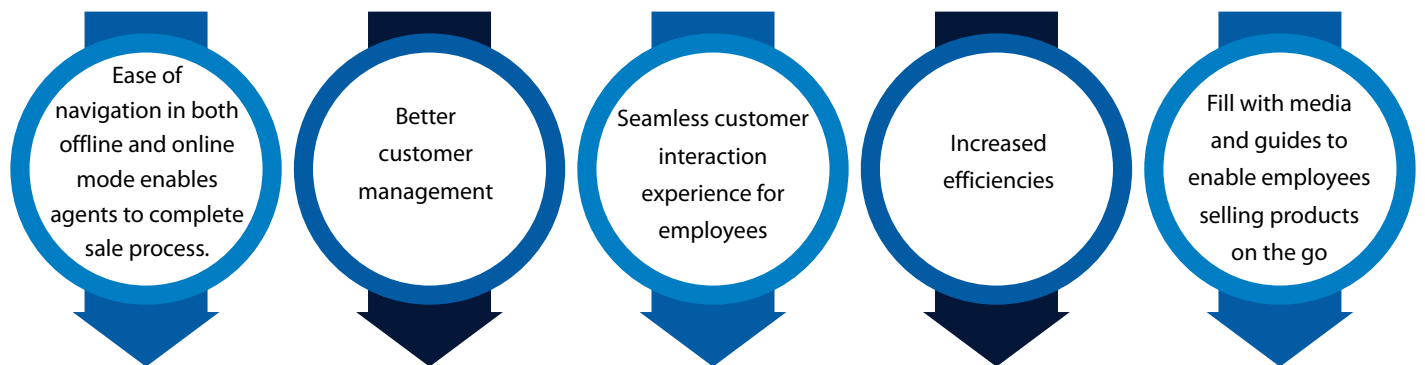 Ease of
navigation in both
offline and online
mode enables
agents to complete
sale process.
Better
customer
management
Seamless customer
interaction
experience for
employees
Increased
efficiencies
Fill with media
and guides to
enable employees
selling products
on the go